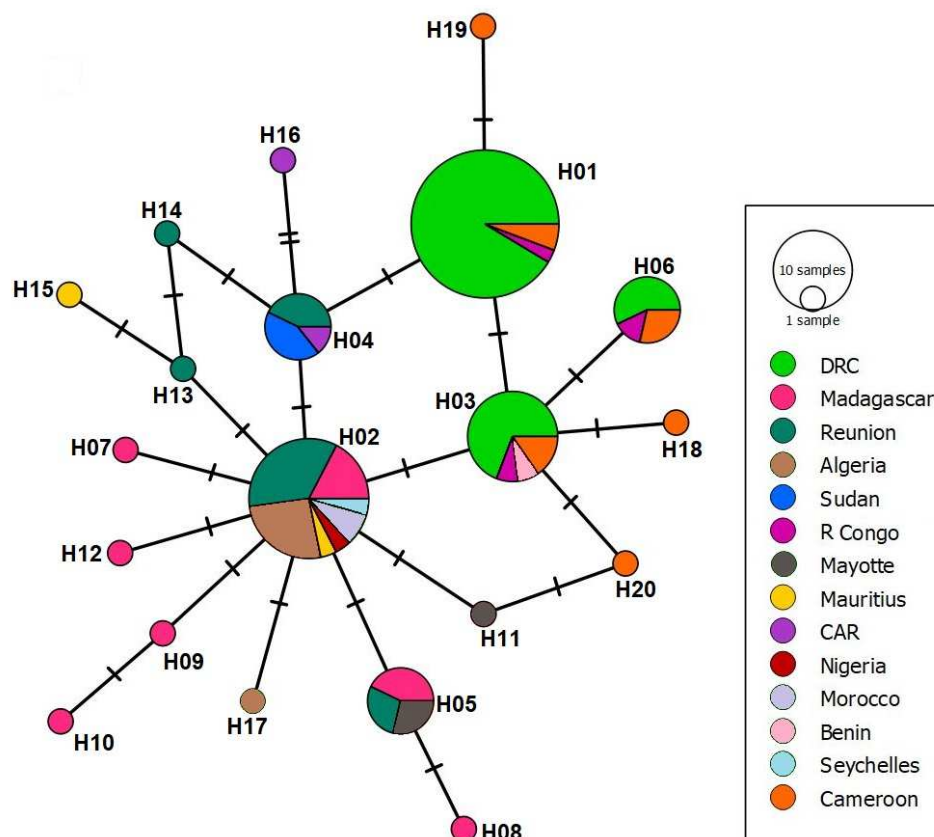 H19
H16
H01
H14
H06
H15
H04
H13
H03
H02
H18
H07
H12
H20
H11
H09
H05
H17
H10
H08
10 samples
1 sample
DRC
Madagascar
Reunion
Algeria
Sudan
R Congo
Mayotte
Mauritius
CAR
Nigeria
Morocco
Benin
Seychelles
Cameroon